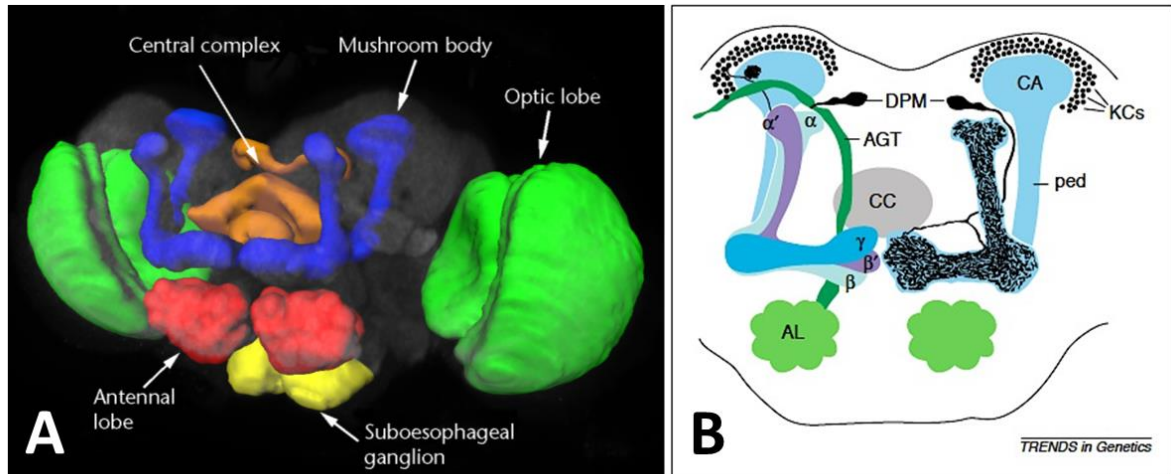 Central complex
Mushroom body
Optic lobe
Antennal
lobe
Suboesophageal
ganglion
A
CA
DPM
KCs
α'
α
AGT
ped
CC
γ
β'
β
AL
B
TRENDS in Genetics